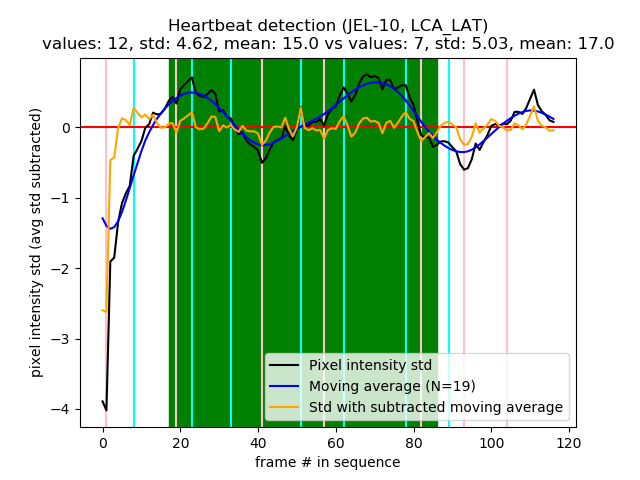 Heartbeat detection (JEL-10, LCA_LAT)
values: 12, std: 4.62, mean: 15.0 vs values: 7, std: 5.03, mean: 17.0
pixel intensity std (avg std subtracted)
0
−1
−2
−3
−4
Pixel intensity std
Moving average (N=19)
Std with subtracted moving average
0 20 40 60 80 100 120
frame # in sequence